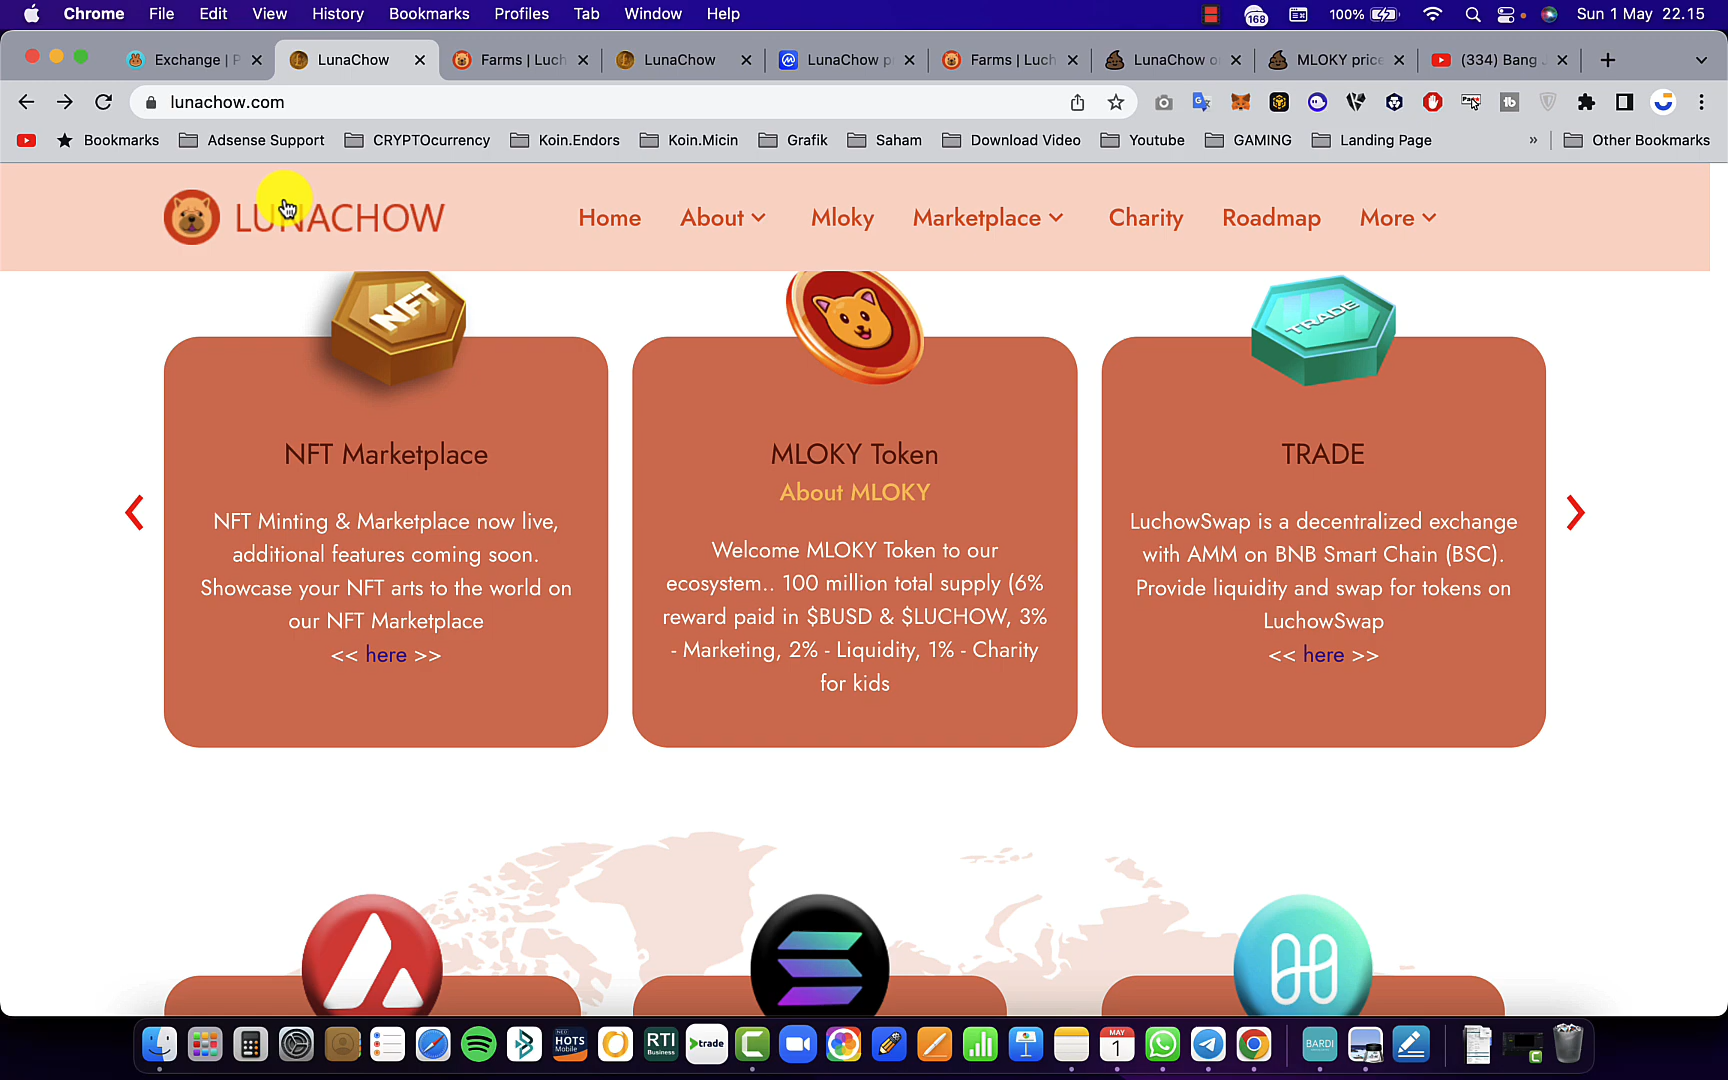 Chrome File Edit View History Bookmarks Profiles Tab Window Help 168 100% Sun 1 May 22.15
Exchange | P LunaChow Farms | Luch LunaChow LunaChow p Farms | Luch LunaChow o MLOKY price (334) Bang
lunachow.com
Bookmarks Adsense Support CRYPTOcurrency Koin.Endors Koin.Micin Grafik Saham Download Video Youtube GAMING Landing Page » Other Bookmarks
LUNACHOW Home About Mloky Marketplace Charity Roadmap More
NFT
TRADE
NFT Marketplace
NFT Minting & Marketplace now live,
additional features coming soon.
Showcase your NFT arts to the world on
our NFT Marketplace
<< here >>
MLOKY Token
About MLOKY
Welcome MLOKY Token to our
ecosystem.. 100 million total supply (6%
reward paid in $BUSD & $LUCHOW, 3%
- Marketing, 2% - Liquidity, 1% - Charity
for kids
TRADE
LuchowSwap is a decentralized exchange
with AMM on BNB Smart Chain (BSC).
Provide liquidity and swap for tokens on
LuchowSwap
<< here >>
NEO HOTS Mobile RTI Business trade MAY 1 BARDI